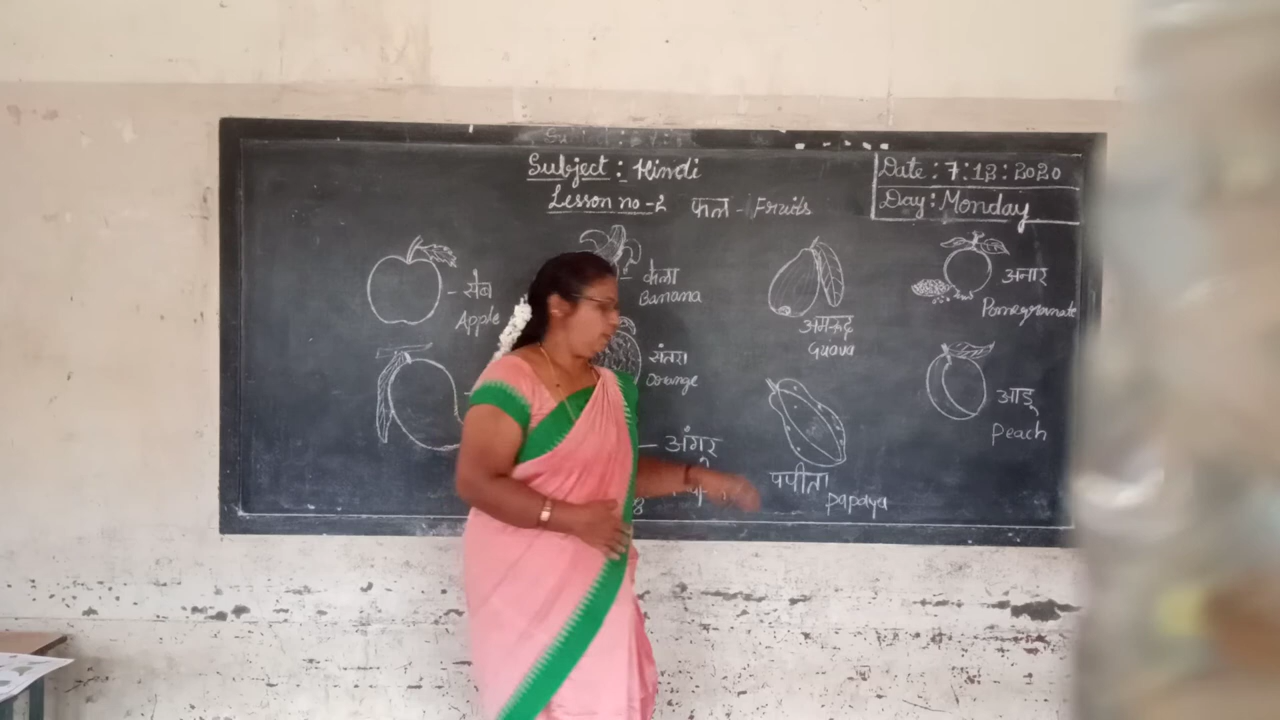 Subject : Hindi
Lesson no - 2 फल - Fruits
Date : 7 : 12 : 2020
Day : Monday
- सेब
Apple
केला
Banana
अमरूद
Guava
अनार
Pomegranate
संतरा
Orange
आडू
Peach
- अंगूर
पपीता
papaya